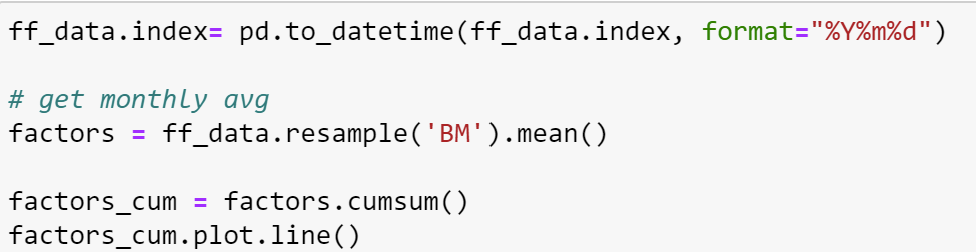 ff_data.index= pd.to_datetime(ff_data.index, format="%Y%m%d")
# get monthly avg
factors = ff_data.resample('BM').mean()
factors_cum = factors.cumsum()
factors_cum.plot.line()